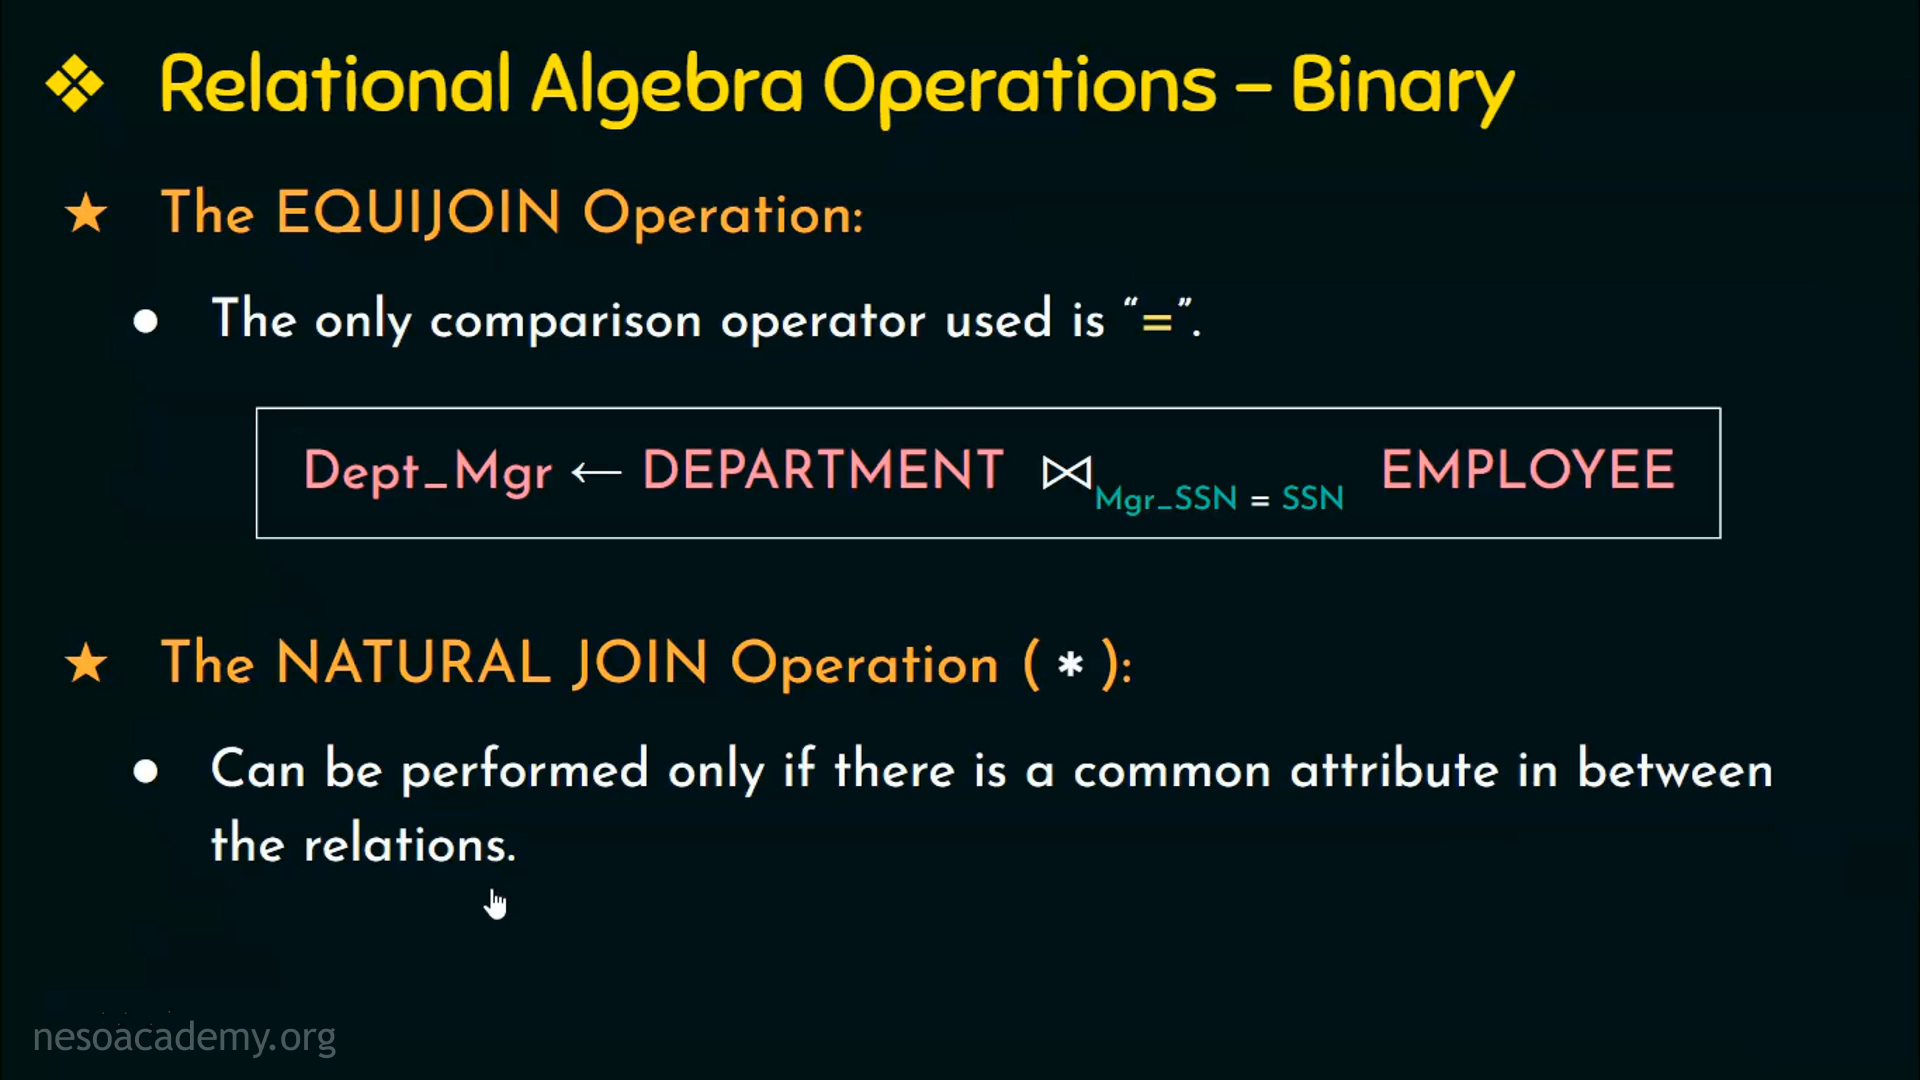 ❖ Relational Algebra Operations – Binary
★ The EQUIJOIN Operation:
● The only comparison operator used is “=”.
Dept_Mgr ← DEPARTMENT ⋈ Mgr_SSN = SSN EMPLOYEE
★ The NATURAL JOIN Operation ( * ):
● Can be performed only if there is a common attribute in between
the relations.
nesoacademy.org